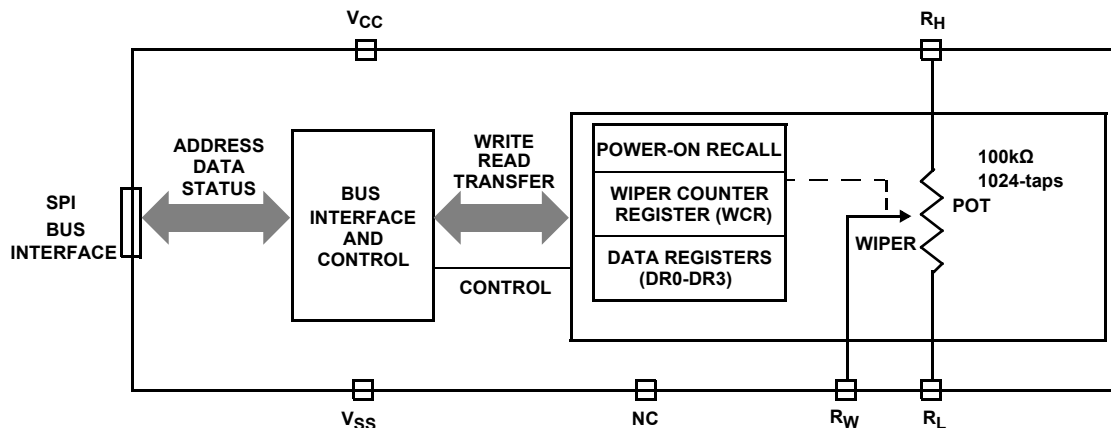 VCC
RH
ADDRESS
DATA
STATUS
SPI
BUS
INTERFACE
BUS
INTERFACE
AND
CONTROL
WRITE
READ
TRANSFER
CONTROL
POWER-ON RECALL
WIPER COUNTER
REGISTER (WCR)
DATA REGISTERS
(DR0-DR3)
100kΩ
1024-taps
POT
WIPER
VSS
NC
RW
RL